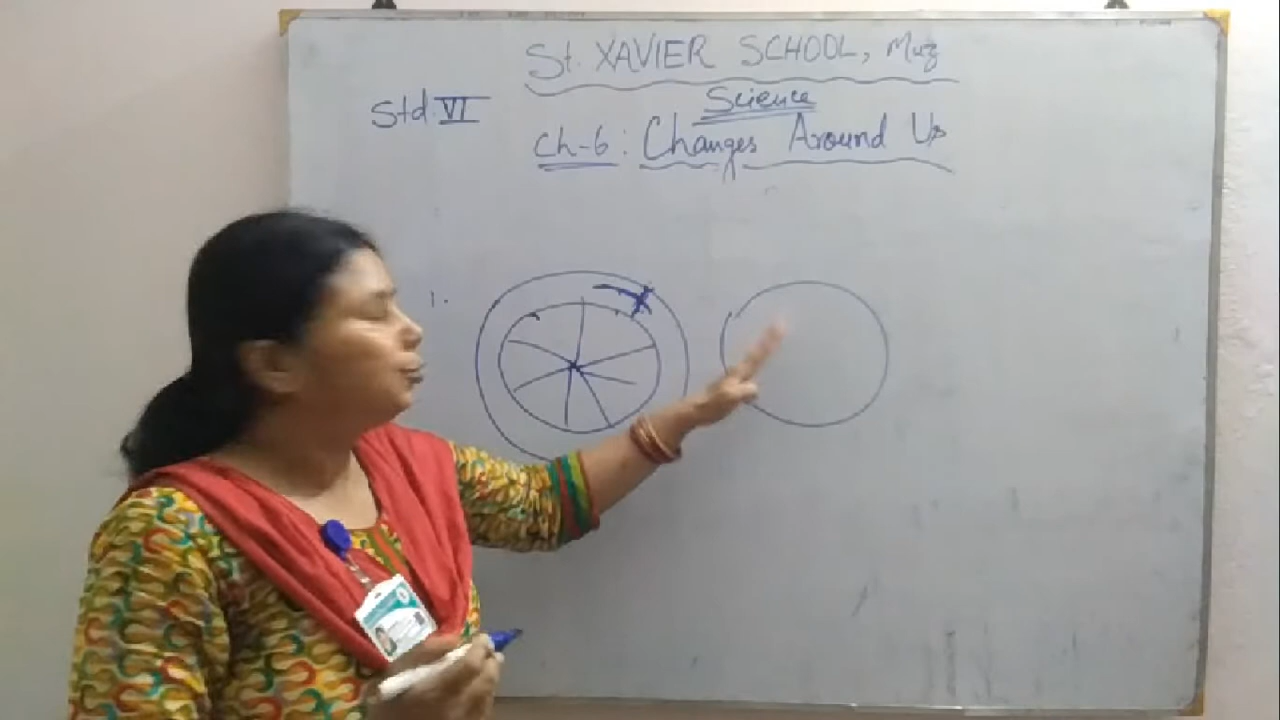 St. XAVIER SCHOOL, Muz
Std. VI
Science
Ch-6: Changes Around Us
1.